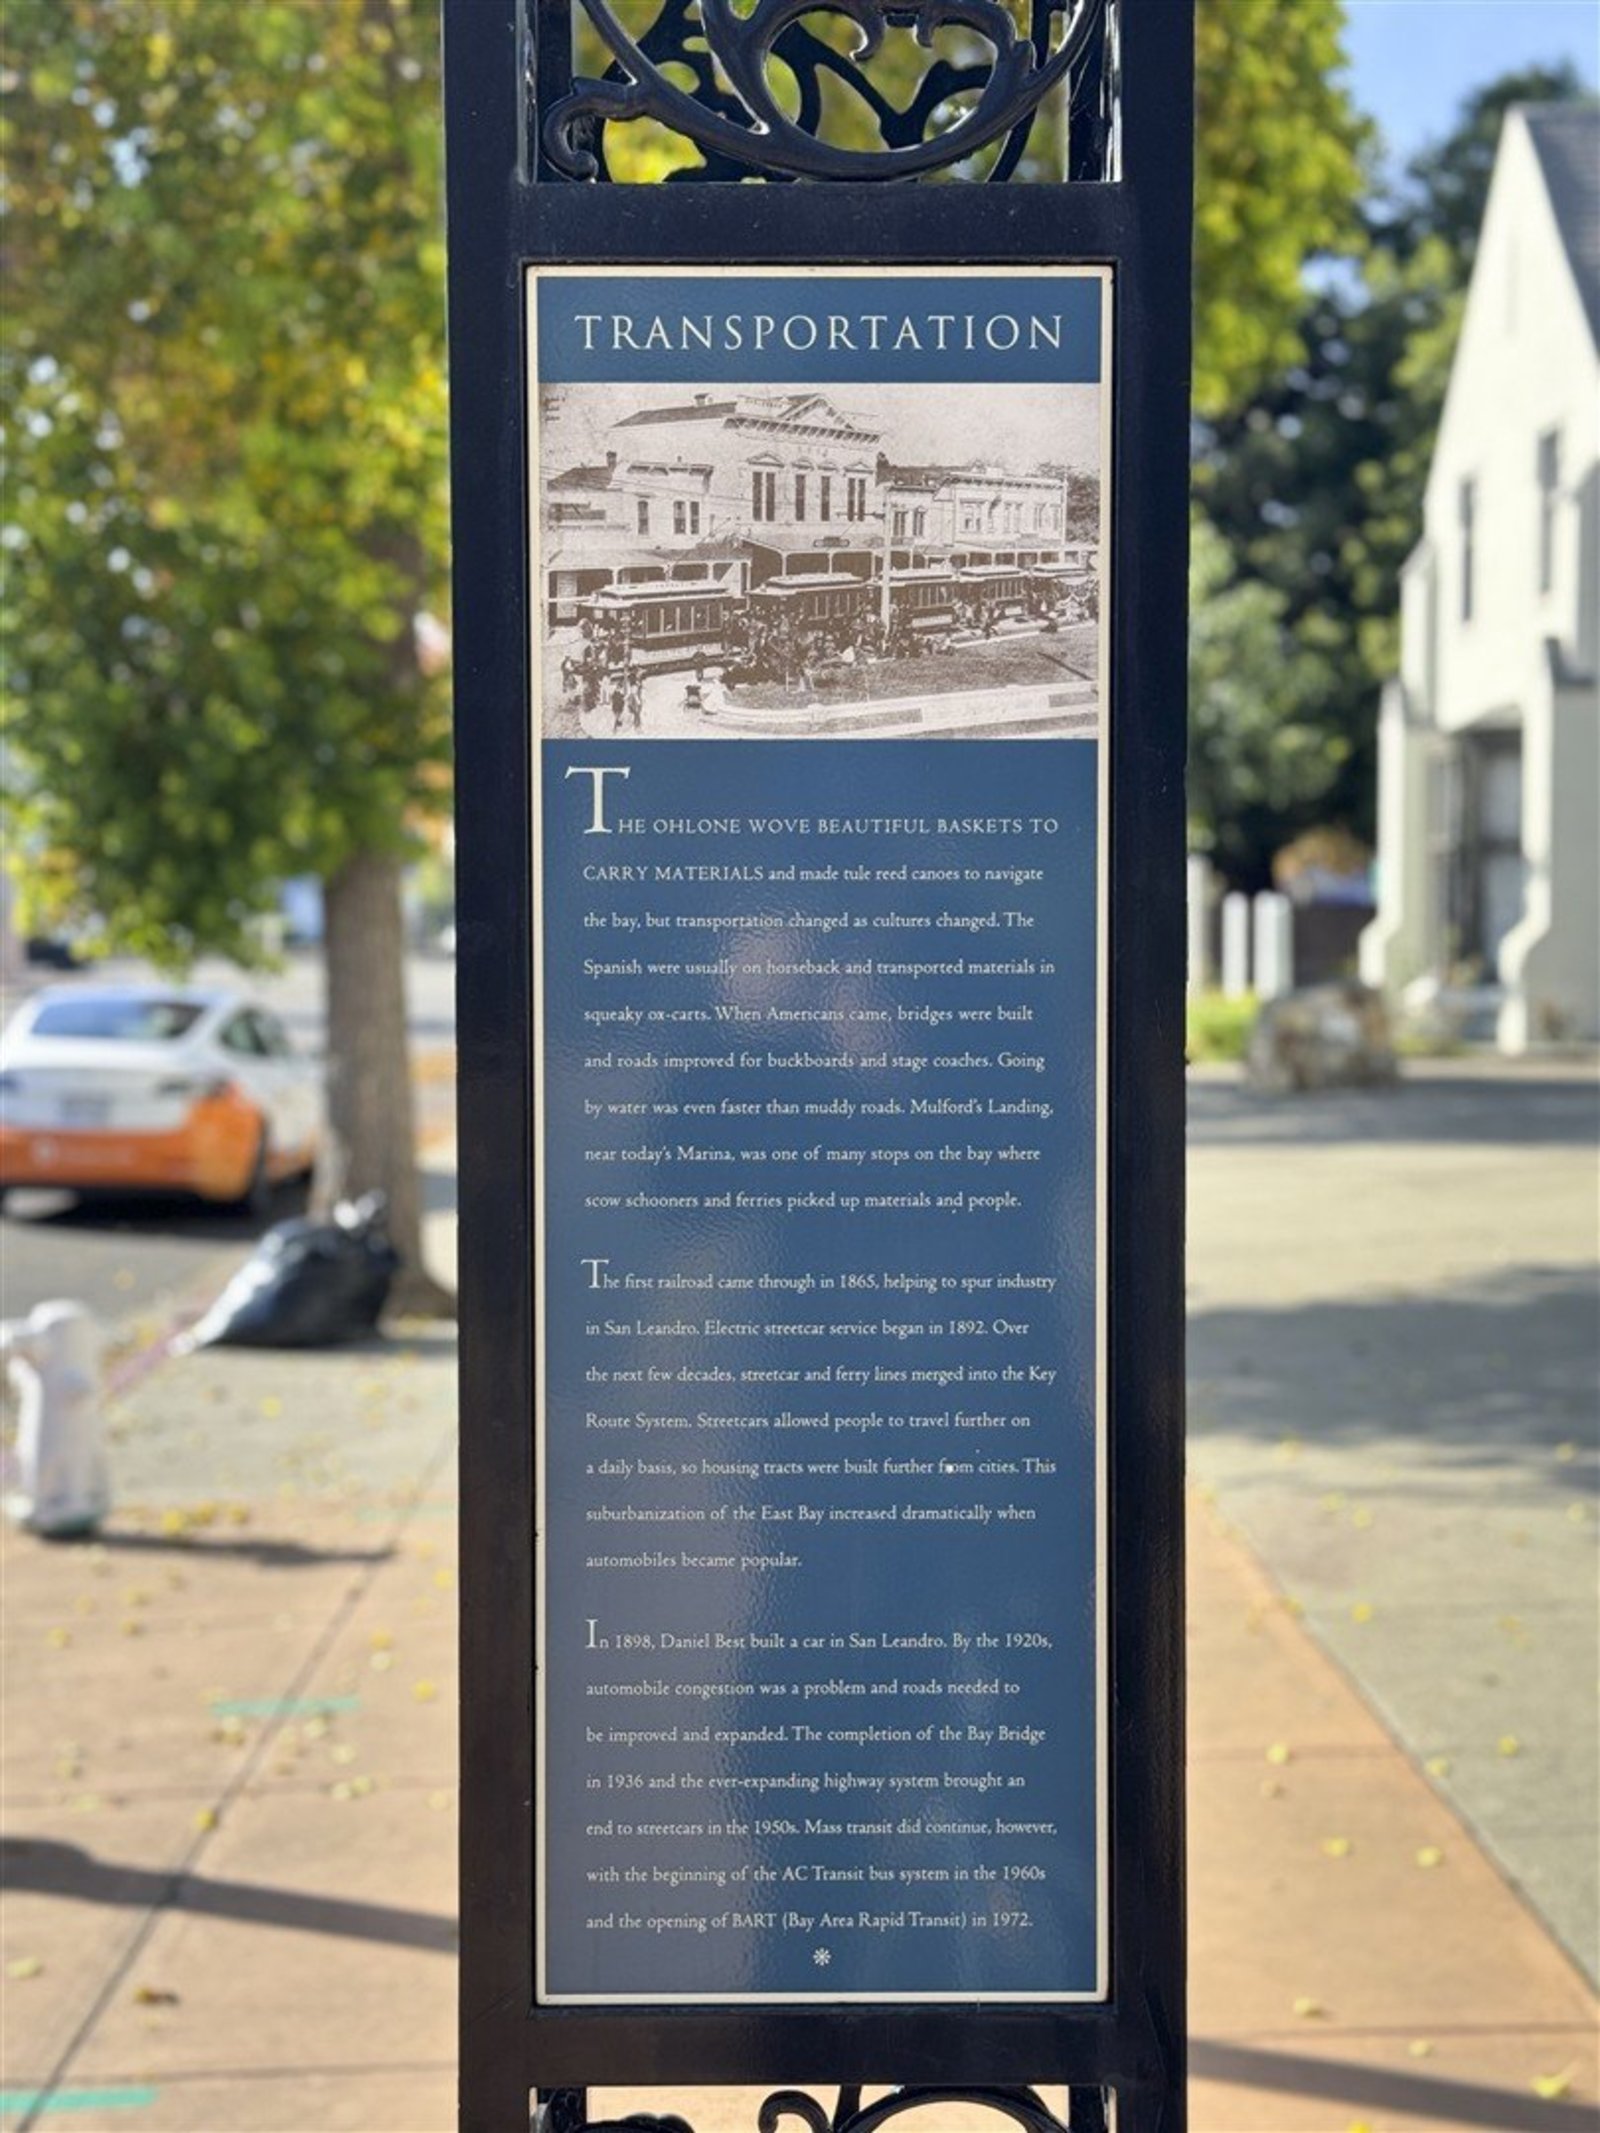 TRANSPORTATION
THE OHLONE WOVE BEAUTIFUL BASKETS TO
CARRY MATERIALS and made tule reed canoes to navigate
the bay, but transportation changed as cultures changed. The
Spanish were usually on horseback and transported materials in
squeaky ox-carts. When Americans came, bridges were built
and roads improved for buckboards and stage coaches. Going
by water was even faster than muddy roads. Mulford's Landing,
near today's Marina, was one of many stops on the bay where
scow schooners and ferries picked up materials and people.
The first railroad came through in 1865, helping to spur industry
in San Leandro. Electric streetcar service began in 1892. Over
the next few decades, streetcar and ferry lines merged into the Key
Route System. Streetcars allowed people to travel further on
a daily basis, so housing tracts were built further from cities. This
suburbanization of the East Bay increased dramatically when
automobiles became popular.
In 1898, Daniel Best built a car in San Leandro. By the 1920s,
automobile congestion was a problem and roads needed to
be improved and expanded. The completion of the Bay Bridge
in 1936 and the ever-expanding highway system brought an
end to streetcars in the 1950s. Mass transit did continue, however,
with the beginning of the AC Transit bus system in the 1960s
and the opening of BART (Bay Area Rapid Transit) in 1972.